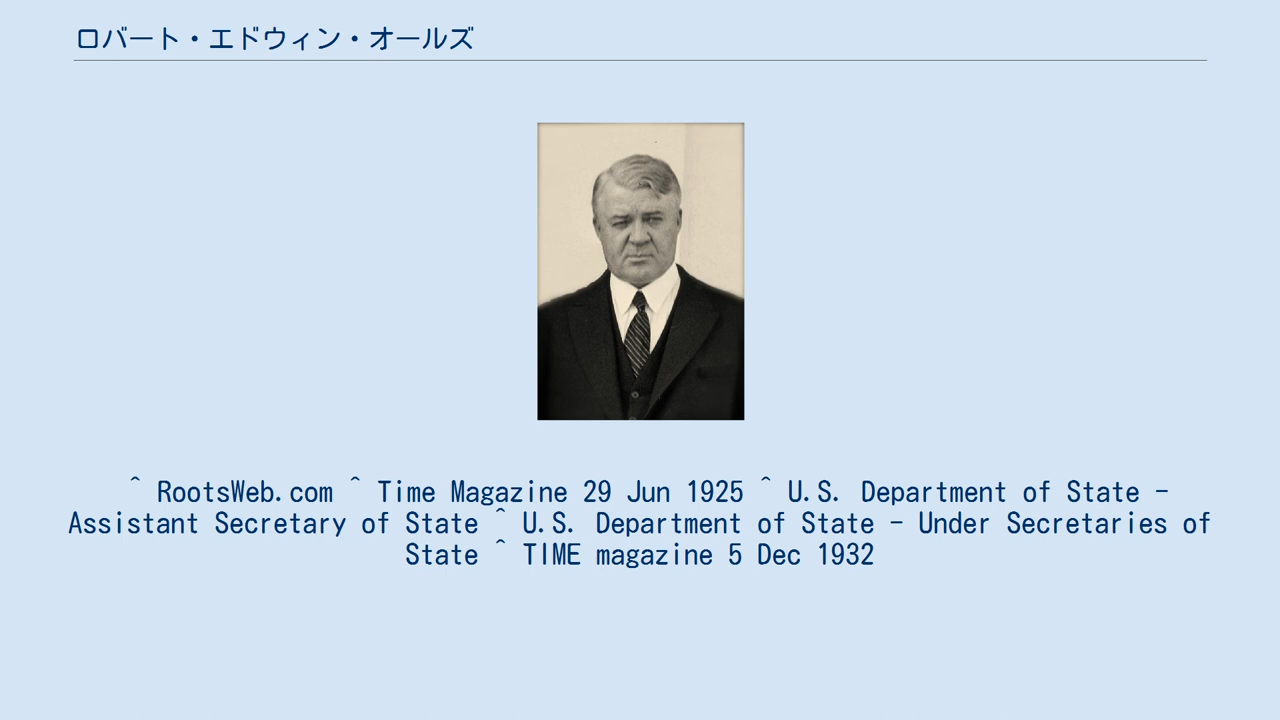 ロバート・エドウィン・オールズ
^ RootsWeb.com ^ Time Magazine 29 Jun 1925 ^ U.S. Department of State -
Assistant Secretary of State ^ U.S. Department of State - Under Secretaries of
State ^ TIME magazine 5 Dec 1932